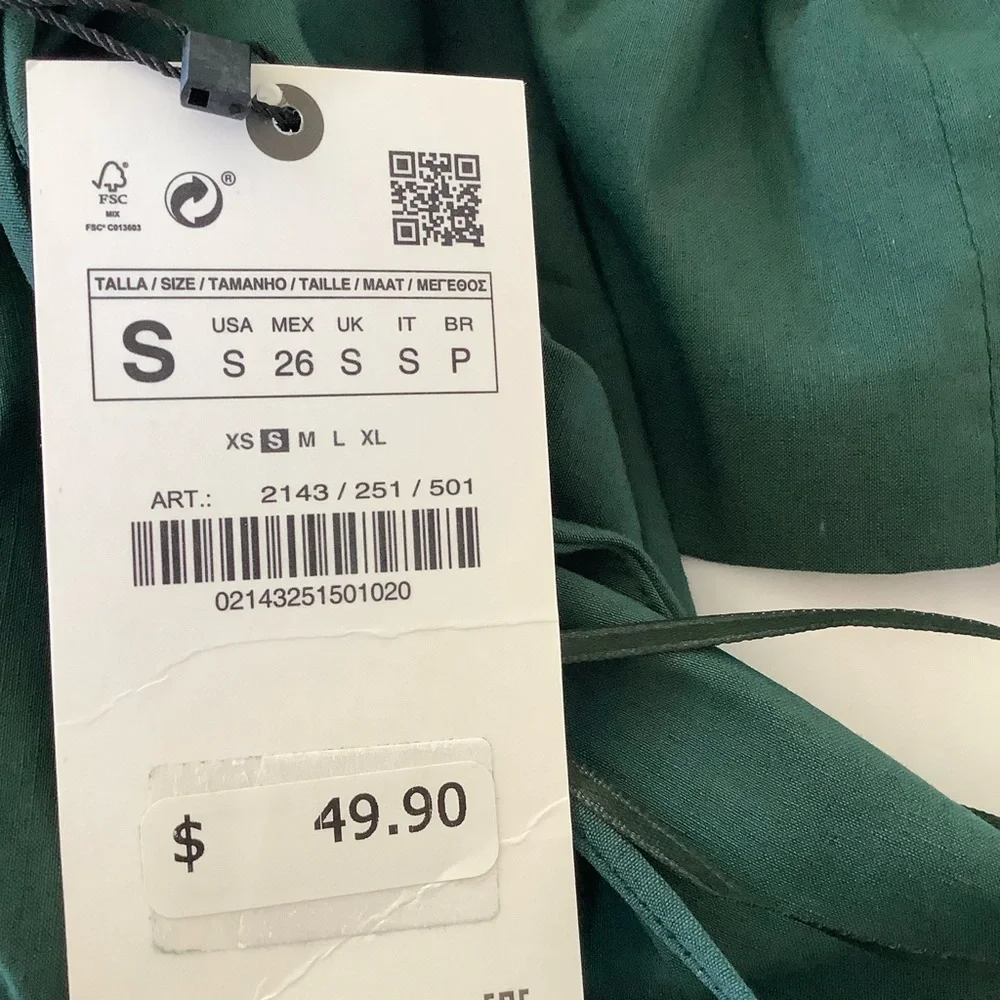 FSC
MIX
FSC® C013603
®
TALLA / SIZE / TAMANHO / TAILLE / MAAT / ΜΕΓΕΘΟΣ
S
USA MEX UK IT BR
S 26 S S P
XS S M L XL
ART.: 2143 / 251 / 501
02143251501020
$ 49.90